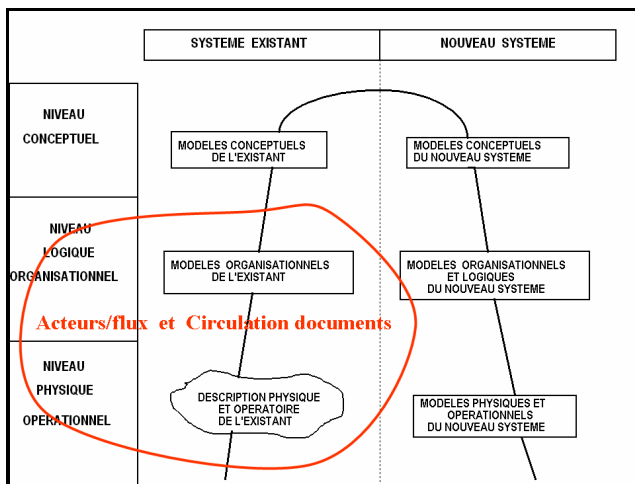 SYSTEME EXISTANT
NOUVEAU SYSTEME
NIVEAU
CONCEPTUEL
MODELES CONCEPTUELS
DE L'EXISTANT
MODELES CONCEPTUELS
DU NOUVEAU SYSTEME
NIVEAU
LOGIQUE
ORGANISATIONNEL
MODELES ORGANISATIONNELS
DE L'EXISTANT
MODELES ORGANISATIONNELS
ET LOGIQUES
DU NOUVEAU SYSTEME
Acteurs/flux et Circulation documents
NIVEAU
PHYSIQUE
OPERATIONNEL
DESCRIPTION PHYSIQUE
ET OPERATOIRE
DE L'EXISTANT
MODELES PHYSIQUES ET
OPERATIONNELS
DU NOUVEAU SYSTEME